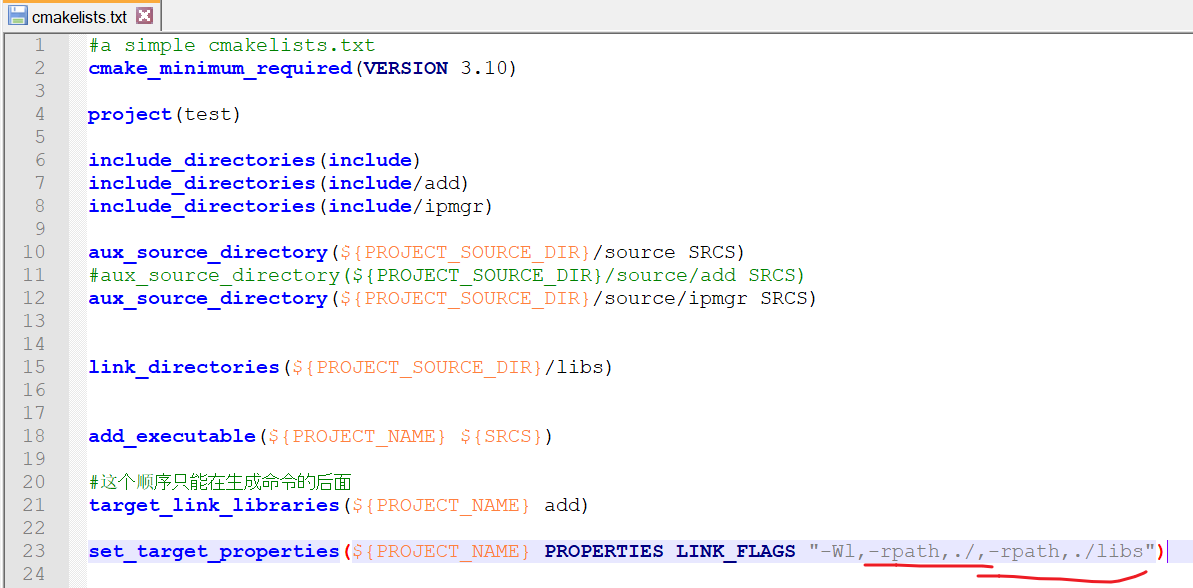 cmakelists.txt
1 #a simple cmakelists.txt
2 cmake_minimum_required(VERSION 3.10)
3
4 project(test)
5
6 include_directories(include)
7 include_directories(include/add)
8 include_directories(include/ipmgr)
9
10 aux_source_directory(${PROJECT_SOURCE_DIR}/source SRCS)
11 #aux_source_directory(${PROJECT_SOURCE_DIR}/source/add SRCS)
12 aux_source_directory(${PROJECT_SOURCE_DIR}/source/ipmgr SRCS)
13
14
15 link_directories(${PROJECT_SOURCE_DIR}/libs)
16
17
18 add_executable(${PROJECT_NAME} ${SRCS})
19
20 #这个顺序只能在生成命令的后面
21 target_link_libraries(${PROJECT_NAME} add)
22
23 set_target_properties(${PROJECT_NAME} PROPERTIES LINK_FLAGS "-Wl,-rpath,./,-rpath,./libs")
24